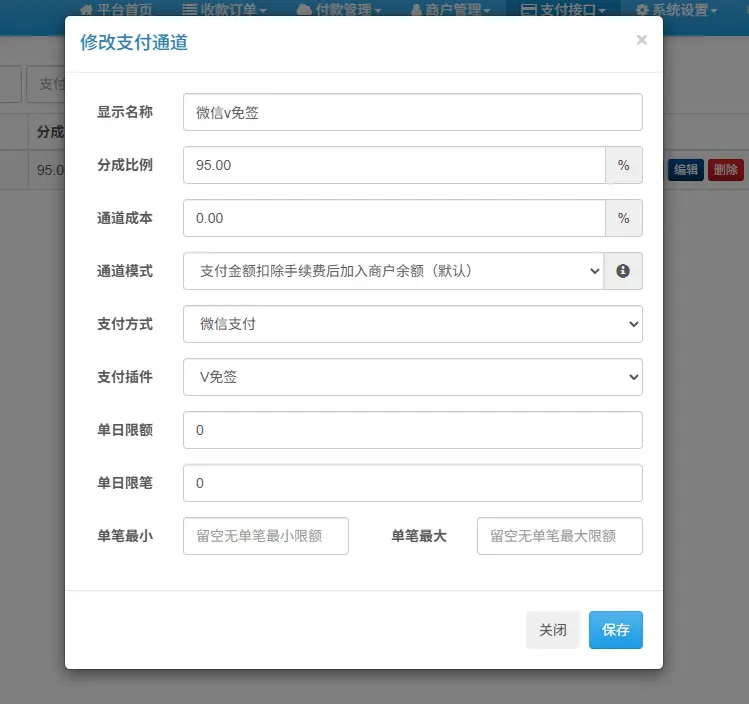 平台首页 收款订单 付款管理 商户管理 支付接口 系统设置
修改支付通道 ×
支付
分成
95.0
编辑 删除
显示名称 微信v免签
分成比例 95.00 %
通道成本 0.00 %
通道模式 支付金额扣除手续费后加入商户余额（默认）
支付方式 微信支付
支付插件 V免签
单日限额 0
单日限笔 0
单笔最小 留空无单笔最小限额 单笔最大 留空无单笔最大限额
关闭 保存